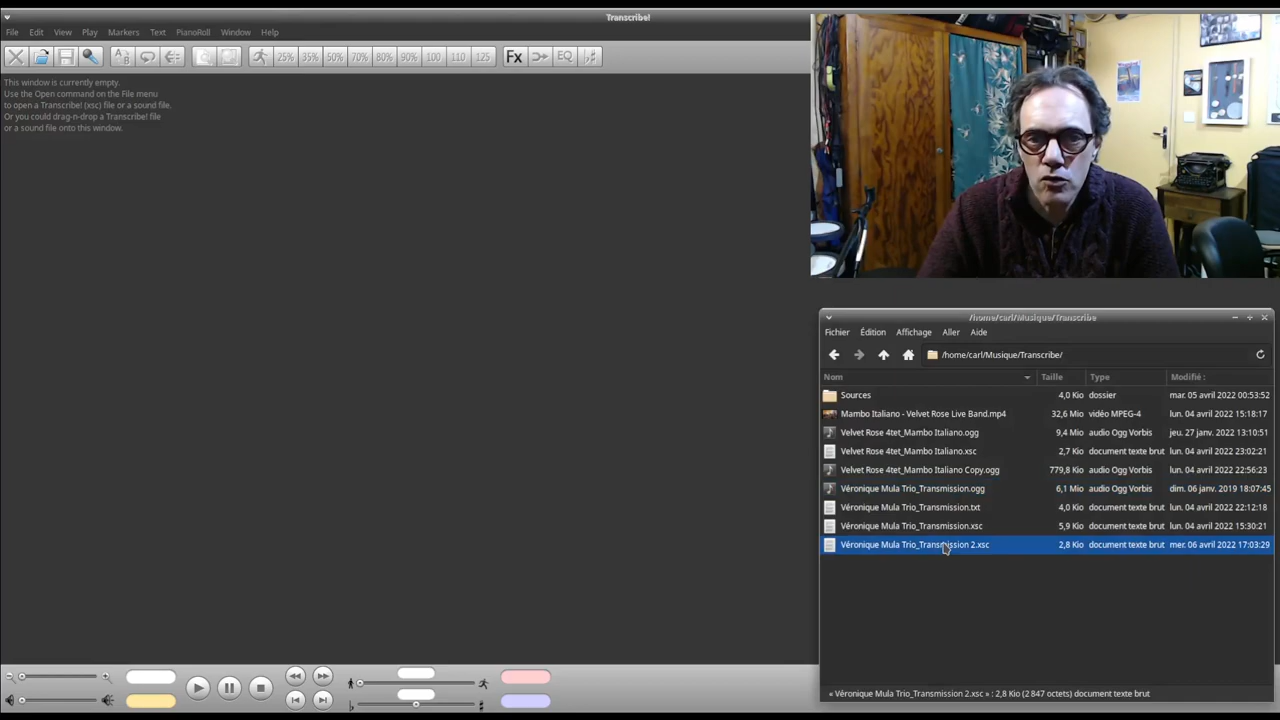 Transcribe!
File Edit View Play Markers Text PianoRoll Window Help
25% 35% 50% 70% 80% 90% 100 110 125 Fx EQ
This window is currently empty.
Use the Open command on the File menu
to open a Transcribe! (xsc) file or a sound file.
Or you could drag-n-drop a Transcribe! file
or a sound file onto this window.
/home/carl/Musique/Transcribe
Fichier Édition Affichage Aller Aide
/home/carl/Musique/Transcribe/
Nom Taille Type Modifié :
Sources 4,0 Kio dossier mar. 05 avril 2022 00:53:52
Mambo Italiano - Velvet Rose Live Band.mp4 32,6 Mio vidéo MPEG-4 lun. 04 avril 2022 15:18:17
Velvet Rose 4tet_Mambo Italiano.ogg 9,4 Mio audio Ogg Vorbis jeu. 27 janv. 2022 13:10:51
Velvet Rose 4tet_Mambo Italiano.xsc 2,7 Kio document texte brut lun. 04 avril 2022 23:02:21
Velvet Rose 4tet_Mambo Italiano Copy.ogg 779,8 Kio audio Ogg Vorbis lun. 04 avril 2022 22:56:23
Véronique Mula Trio_Transmission.ogg 6,1 Mio audio Ogg Vorbis dim. 06 janv. 2019 18:07:45
Véronique Mula Trio_Transmission.txt 4,0 Kio document texte brut lun. 04 avril 2022 22:12:18
Véronique Mula Trio_Transmission.xsc 5,9 Kio document texte brut lun. 04 avril 2022 15:30:21
Véronique Mula Trio_Transmission 2.xsc 2,8 Kio document texte brut mer. 06 avril 2022 17:03:29
« Véronique Mula Trio_Transmission 2.xsc » : 2,8 Kio (2 847 octets) document texte brut